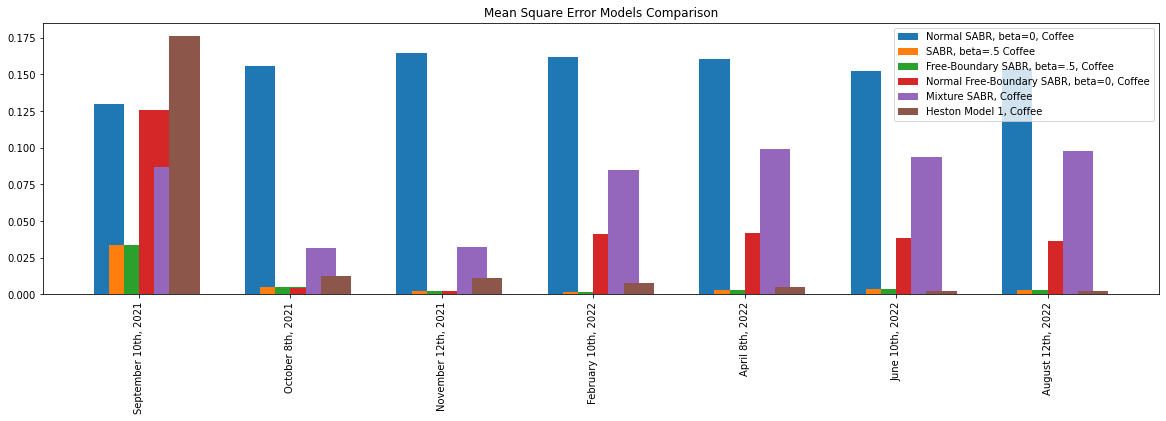 Mean Square Error Models Comparison
0.175
0.150
0.125
0.100
0.075
0.050
0.025
0.000
Normal SABR, beta=0, Coffee
SABR, beta=.5 Coffee
Free-Boundary SABR, beta=.5, Coffee
Normal Free-Boundary SABR, beta=0, Coffee
Mixture SABR, Coffee
Heston Model 1, Coffee
September 10th, 2021
October 8th, 2021
November 12th, 2021
February 10th, 2022
April 8th, 2022
June 10th, 2022
August 12th, 2022